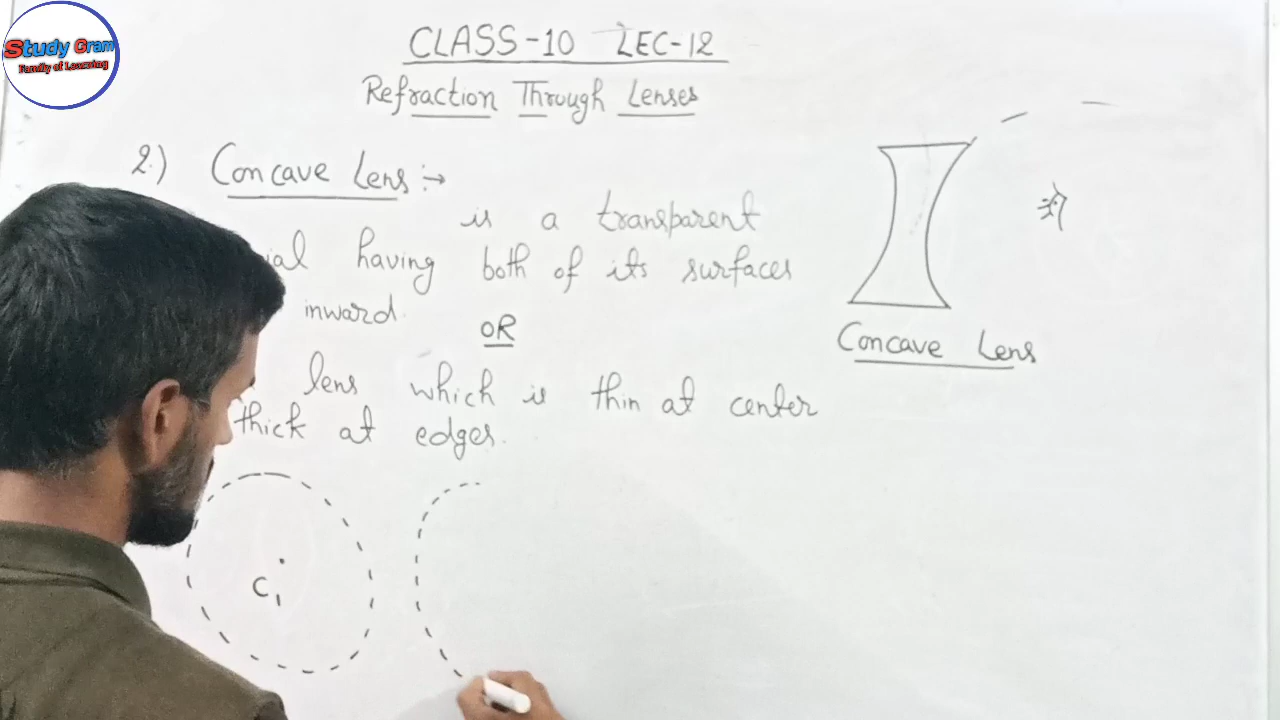 Study Gram
Family of Learning
CLASS-10 LEC-12
Refraction Through Lenses
2.) Concave Lens :→
is a transparent
ial having both of its surfaces
inward.
OR
lens which is thin at center
thick at edges.
Concave Lens
C1